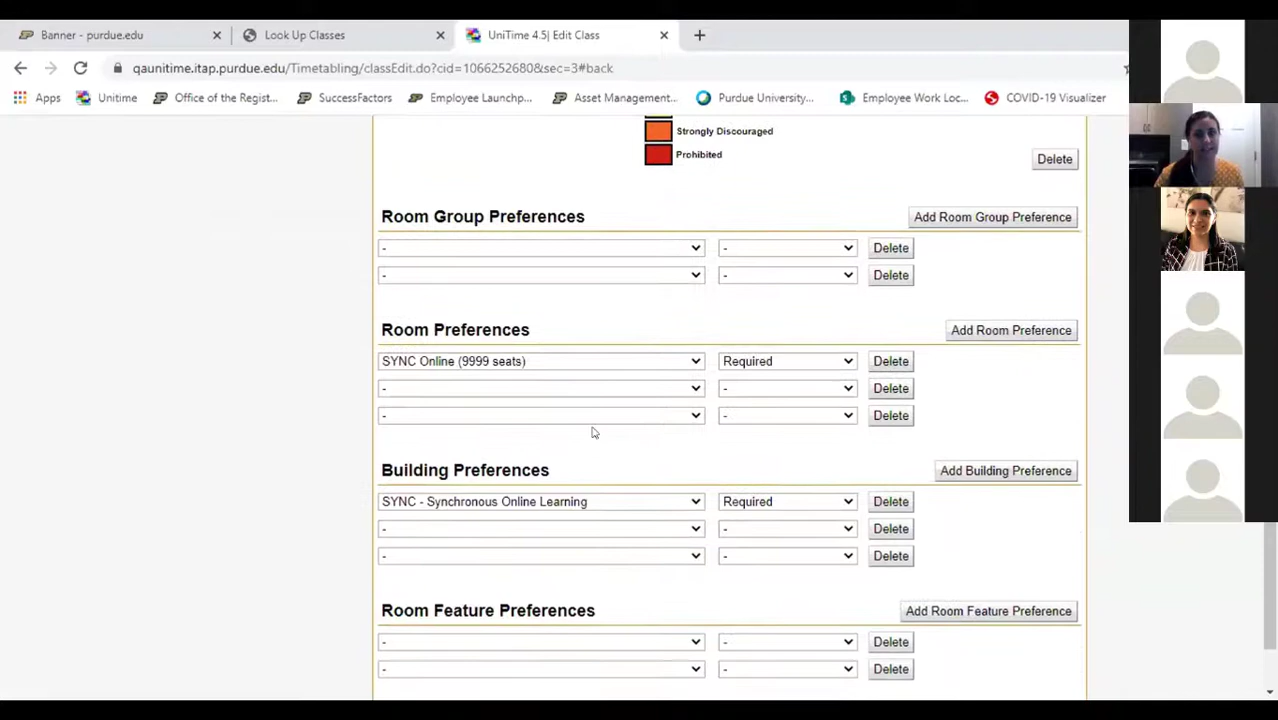 Banner - purdue.edu
Look Up Classes
UniTime 4.5| Edit Class
qaunitime.itap.purdue.edu/Timetabling/classEdit.do?cid=1066252680&sec=3#back
Apps Unitime Office of the Regist... SuccessFactors Employee Launchp... Asset Management... Purdue University... Employee Work Loc... COVID-19 Visualizer
Strongly Discouraged
Prohibited
Delete
Room Group Preferences Add Room Group Preference
- - Delete
- - Delete
Room Preferences Add Room Preference
SYNC Online (9999 seats) Required Delete
- - Delete
- - Delete
Building Preferences Add Building Preference
SYNC - Synchronous Online Learning Required Delete
- - Delete
- - Delete
Room Feature Preferences Add Room Feature Preference
- - Delete
- - Delete